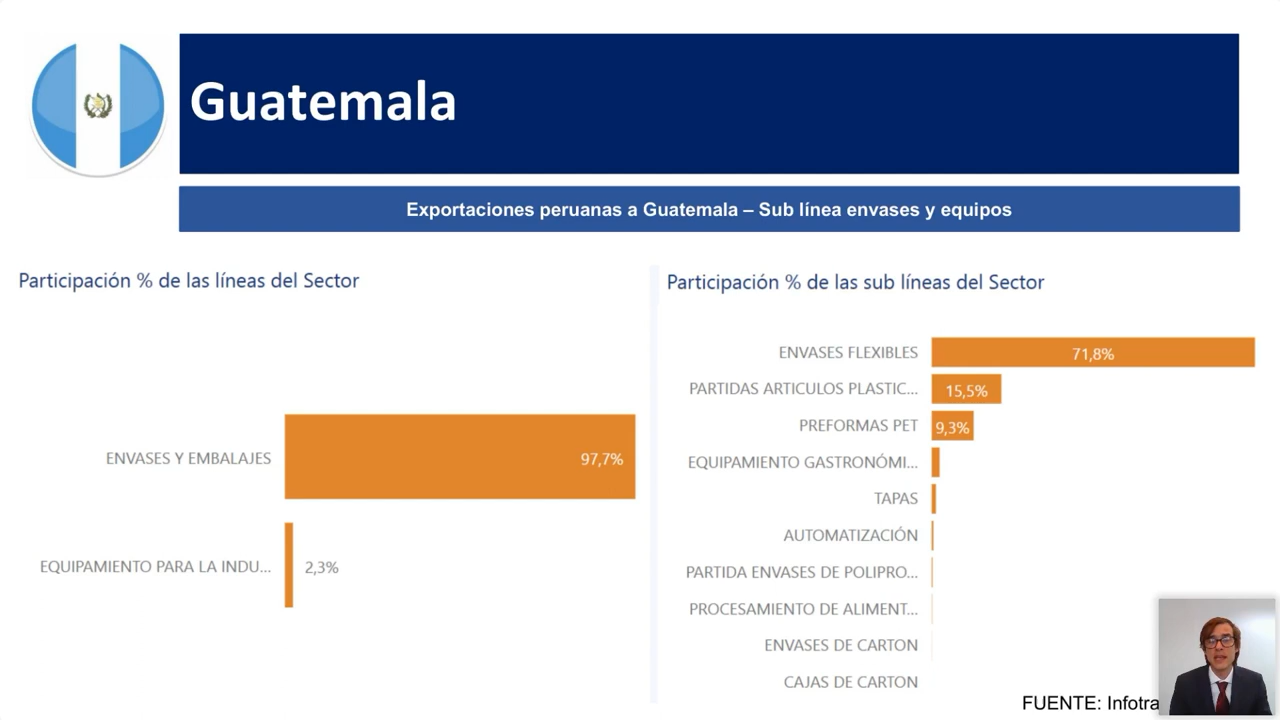 Guatemala
Exportaciones peruanas a Guatemala – Sub línea envases y equipos
Participación % de las líneas del Sector
ENVASES Y EMBALAJES
97,7%
EQUIPAMIENTO PARA LA INDU...
2,3%
Participación % de las sub líneas del Sector
ENVASES FLEXIBLES
71,8%
PARTIDAS ARTICULOS PLASTIC...
15,5%
PREFORMAS PET
9,3%
EQUIPAMIENTO GASTRONÓMI...
TAPAS
AUTOMATIZACIÓN
PARTIDA ENVASES DE POLIPRO...
PROCESAMIENTO DE ALIMENT...
ENVASES DE CARTON
CAJAS DE CARTON
FUENTE: Infotra